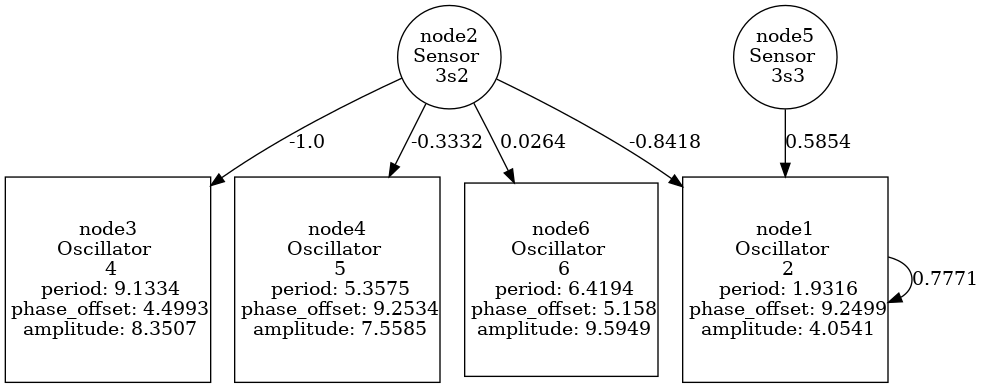 node2
Sensor
3s2
node5
Sensor
3s3
-1.0
-0.3332
0.0264
-0.8418
0.5854
node3
Oscillator
4
period: 9.1334
phase_offset: 4.4993
amplitude: 8.3507
node4
Oscillator
5
period: 5.3575
phase_offset: 9.2534
amplitude: 7.5585
node6
Oscillator
6
period: 6.4194
phase_offset: 5.158
amplitude: 9.5949
node1
Oscillator
2
period: 1.9316
phase_offset: 9.2499
amplitude: 4.0541
0.7771